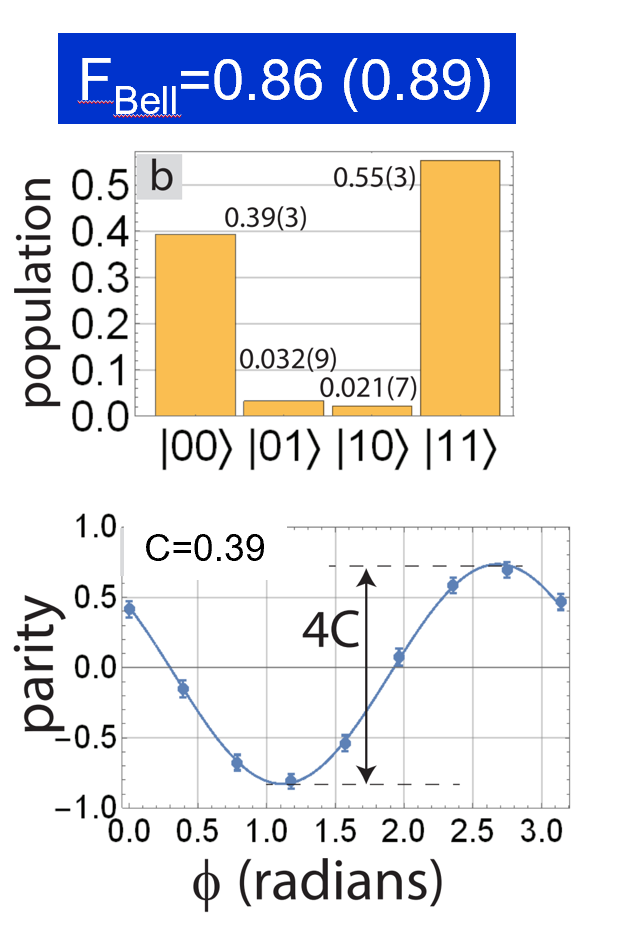 F_Bell=0.86 (0.89)
b
population
0.5
0.4
0.3
0.2
0.1
0.0
0.39(3)
0.032(9)
0.021(7)
0.55(3)
|00⟩ |01⟩ |10⟩ |11⟩
C=0.39
parity
1.0
0.5
0.0
−0.5
−1.0
4C
0.0 0.5 1.0 1.5 2.0 2.5 3.0
ϕ (radians)